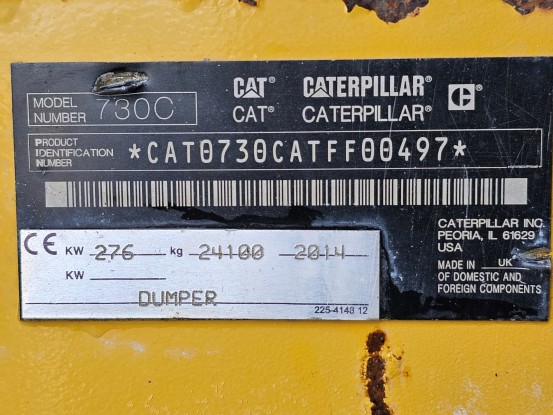 CAT® CATERPILLAR® C
MODEL NUMBER 730C CAT® CATERPILLAR®
PRODUCT IDENTIFICATION NUMBER *CAT0730CATFF00497*
CATERPILLAR INC.
PEORIA, IL 61629
USA
MADE IN UK
OF DOMESTIC AND
FOREIGN COMPONENTS
CE KW 276 kg 24100 2014
KW
DUMPER
225-4148 12